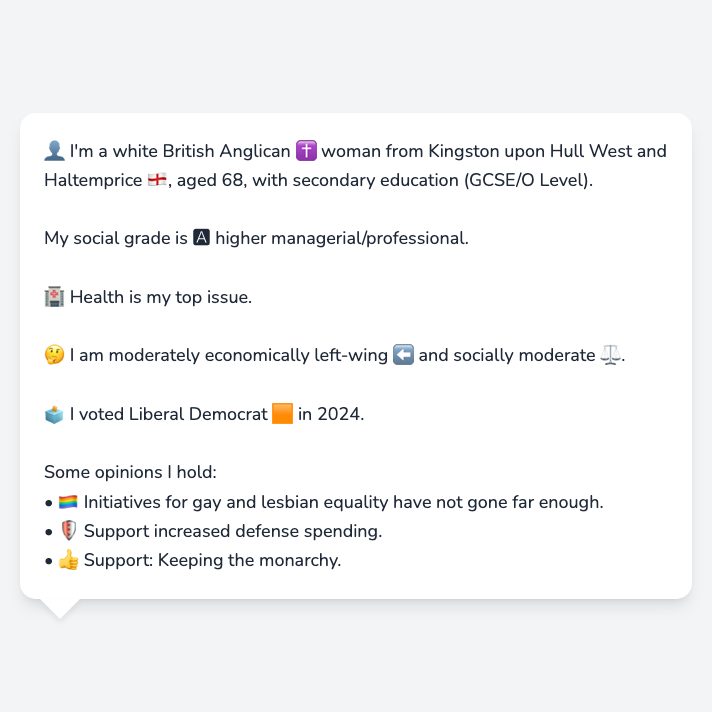 👤 I'm a white British Anglican ✝️ woman from Kingston upon Hull West and
Haltemprice 🏴󠁧󠁢󠁥󠁮󠁧󠁿, aged 68, with secondary education (GCSE/O Level).
My social grade is 🅰 higher managerial/professional.
🏥 Health is my top issue.
🤔 I am moderately economically left-wing ⬅️ and socially moderate ⚖️.
🗳️ I voted Liberal Democrat 🟧 in 2024.
Some opinions I hold:
• 🏳️‍🌈 Initiatives for gay and lesbian equality have not gone far enough.
• 🛡️ Support increased defense spending.
• 👍 Support: Keeping the monarchy.